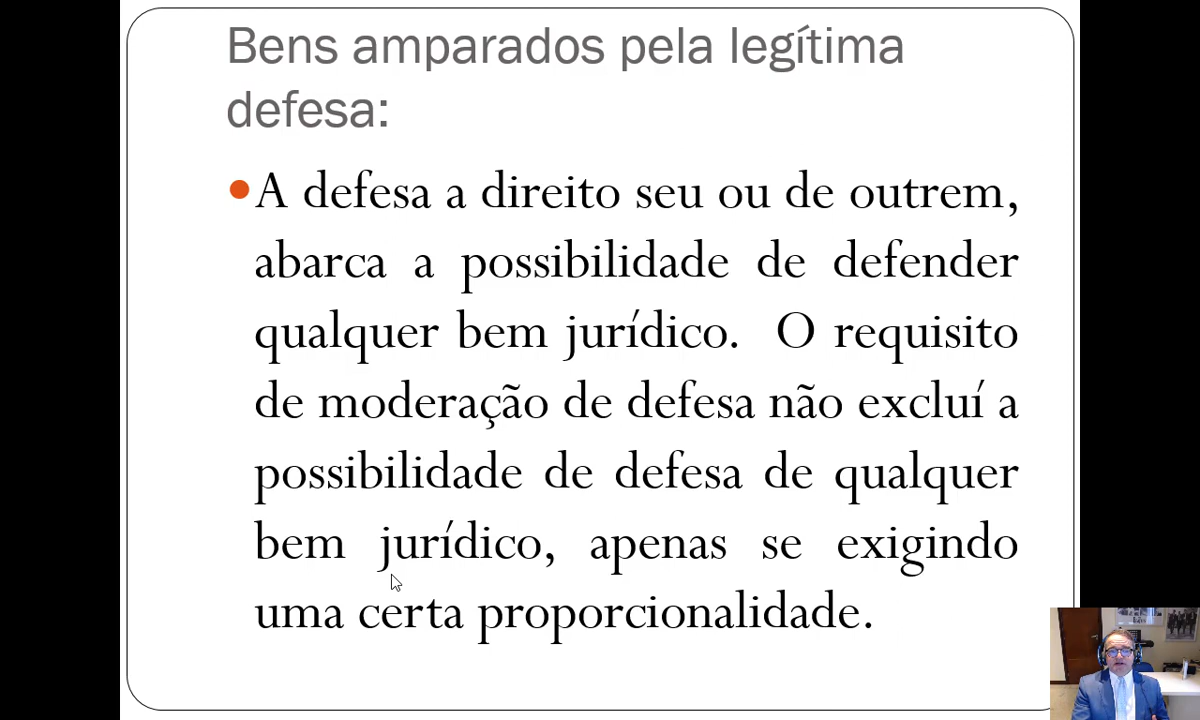 Bens amparados pela legítima
defesa:
•A defesa a direito seu ou de outrem,
abarca a possibilidade de defender
qualquer bem jurídico. O requisito
de moderação de defesa não excluí a
possibilidade de defesa de qualquer
bem jurídico, apenas se exigindo
uma certa proporcionalidade.